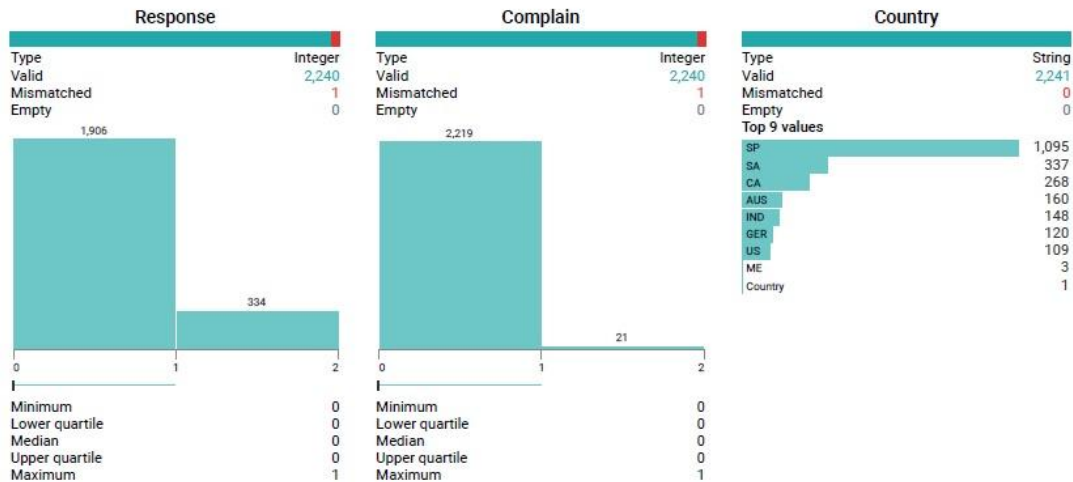 Response
Type Integer
Valid 2,240
Mismatched 1
Empty 0
1,906
334
0 1 2
Minimum 0
Lower quartile 0
Median 0
Upper quartile 0
Maximum 1
Complain
Type Integer
Valid 2,240
Mismatched 1
Empty 0
2,219
21
0 1 2
Minimum 0
Lower quartile 0
Median 0
Upper quartile 0
Maximum 1
Country
Type String
Valid 2,241
Mismatched 0
Empty 0
Top 9 values
SP 1,095
SA 337
CA 268
AUS 160
IND 148
GER 120
US 109
ME 3
Country 1